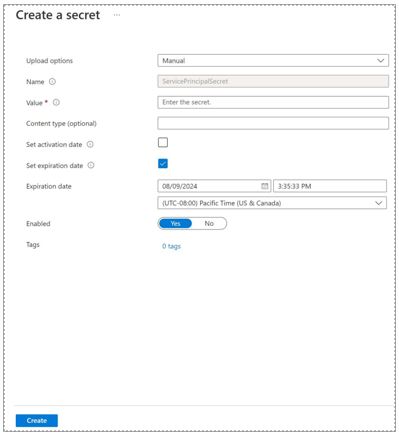 Create a secret ...
Upload options Manual
Name ServicePrincipalSecret
Value * Enter the secret.
Content type (optional)
Set activation date
Set expiration date
Expiration date 08/09/2024 3:35:33 PM
(UTC-08:00) Pacific Time (US & Canada)
Enabled Yes No
Tags 0 tags
Create